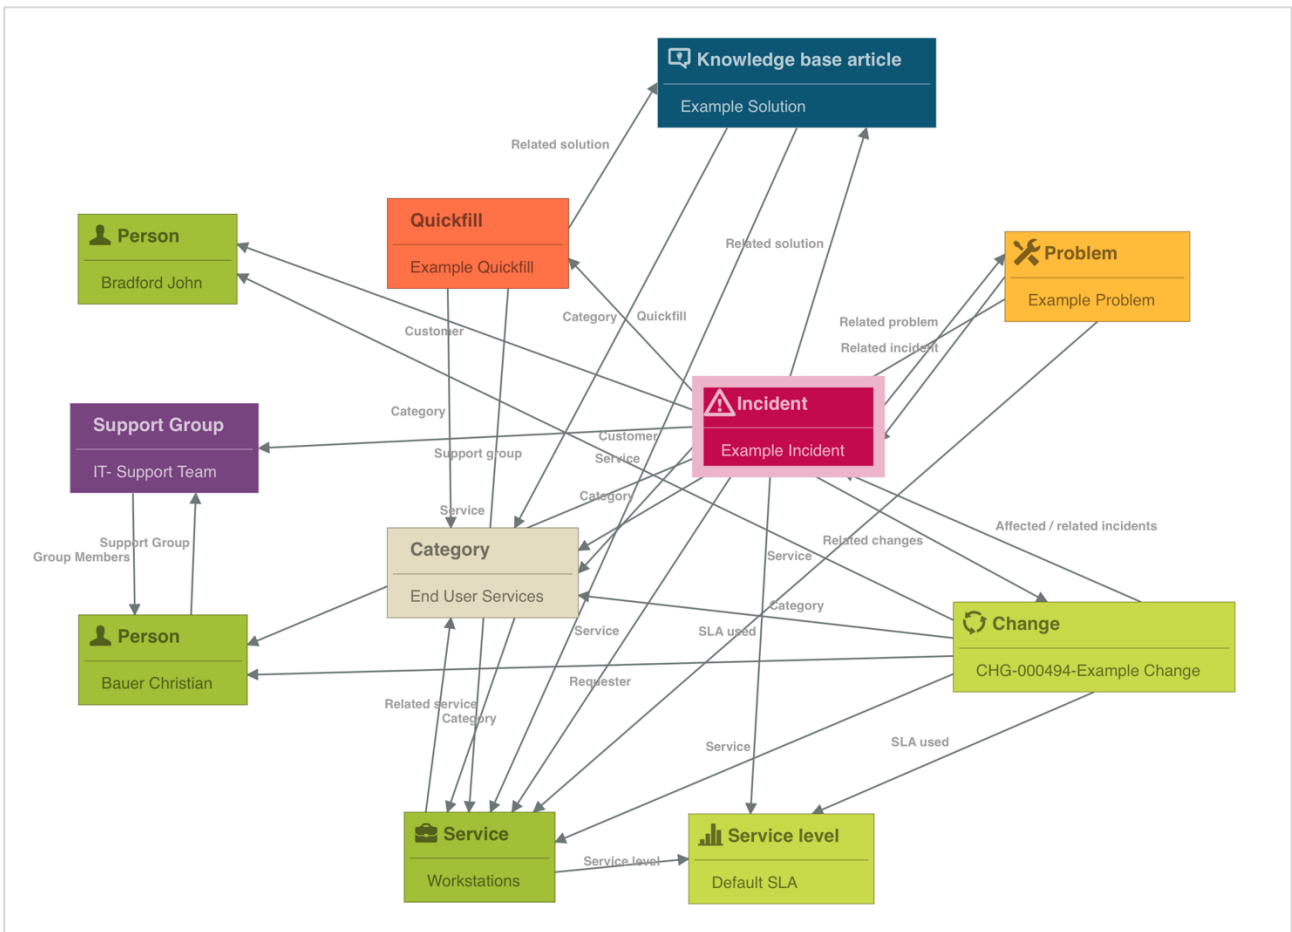 Knowledge base article
Example Solution
Related solution
Quickfill
Example Quickfill
Person
Bradford John
Related solution
Problem
Example Problem
Category
Quickfill
Customer
Related problem
Related incident
Incident
Example Incident
Category
Support Group
IT- Support Team
Customer
Support group
Service
Category
Service
Category
End User Services
Affected / related incidents
Related changes
Support Group
Group Members
Service
Category
Person
Bauer Christian
Service
SLA used
Change
CHG-000494-Example Change
Requester
Related service
Category
Service
SLA used
Service
Workstations
Service level
Service level
Default SLA